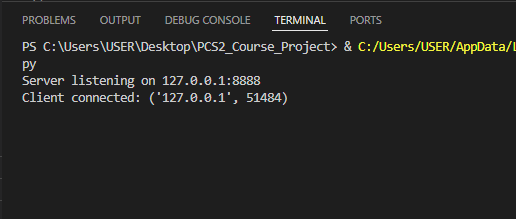 PROBLEMS OUTPUT DEBUG CONSOLE TERMINAL PORTS
PS C:\Users\USER\Desktop\PCS2_Course_Project> & C:/Users/USER/AppData/L
py
Server listening on 127.0.0.1:8888
Client connected: ('127.0.0.1', 51484)